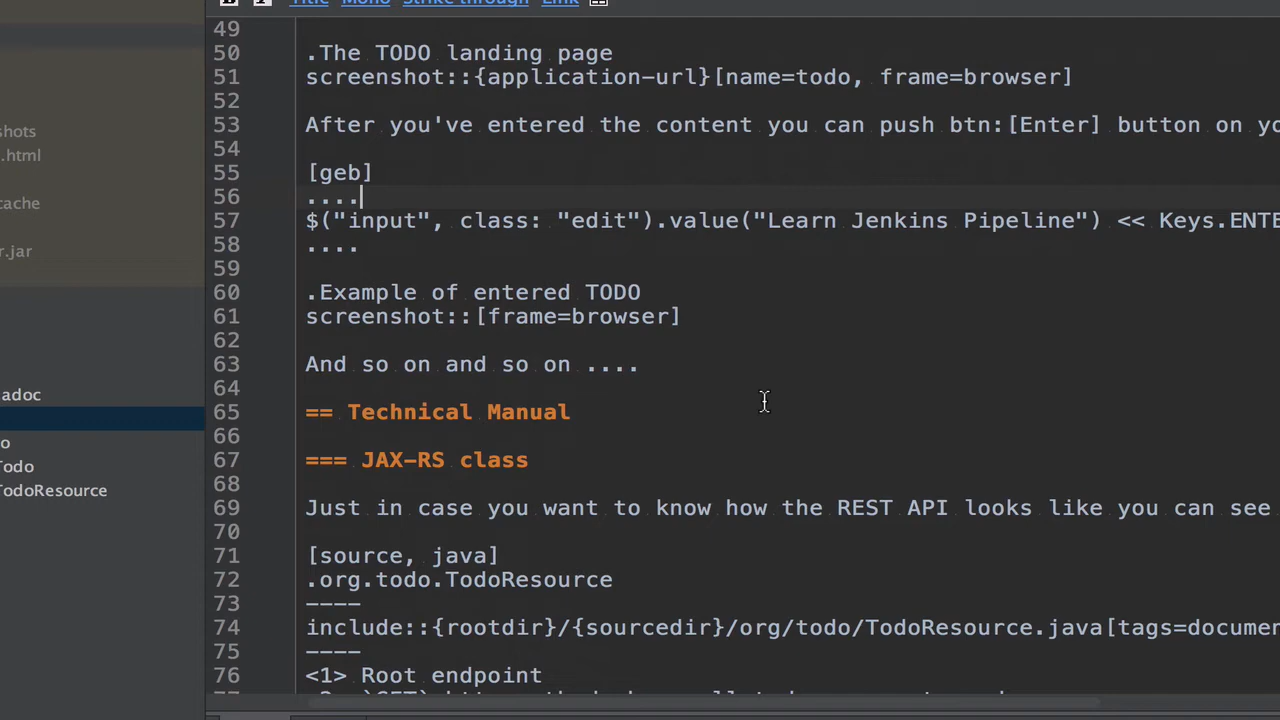 Title Mono Strike through Link
49
50 .The TODO landing page
51 screenshot::{application-url}[name=todo, frame=browser]
52
53 After you've entered the content you can push btn:[Enter] button on yo
54
55 [geb]
56 ....
57 $("input", class: "edit").value("Learn Jenkins Pipeline") << Keys.ENTE
58 ....
59
60 .Example of entered TODO
61 screenshot::[frame=browser]
62
63 And so on and so on ....
64
65 == Technical Manual
66
67 === JAX-RS class
68
69 Just in case you want to know how the REST API looks like you can see
70
71 [source, java]
72 .org.todo.TodoResource
73 ----
74 include::{rootdir}/{sourcedir}/org/todo/TodoResource.java[tags=documen
75 ----
76 <1> Root endpoint
77
shots
.html
cache
r.jar
adoc
o
Todo
TodoResource